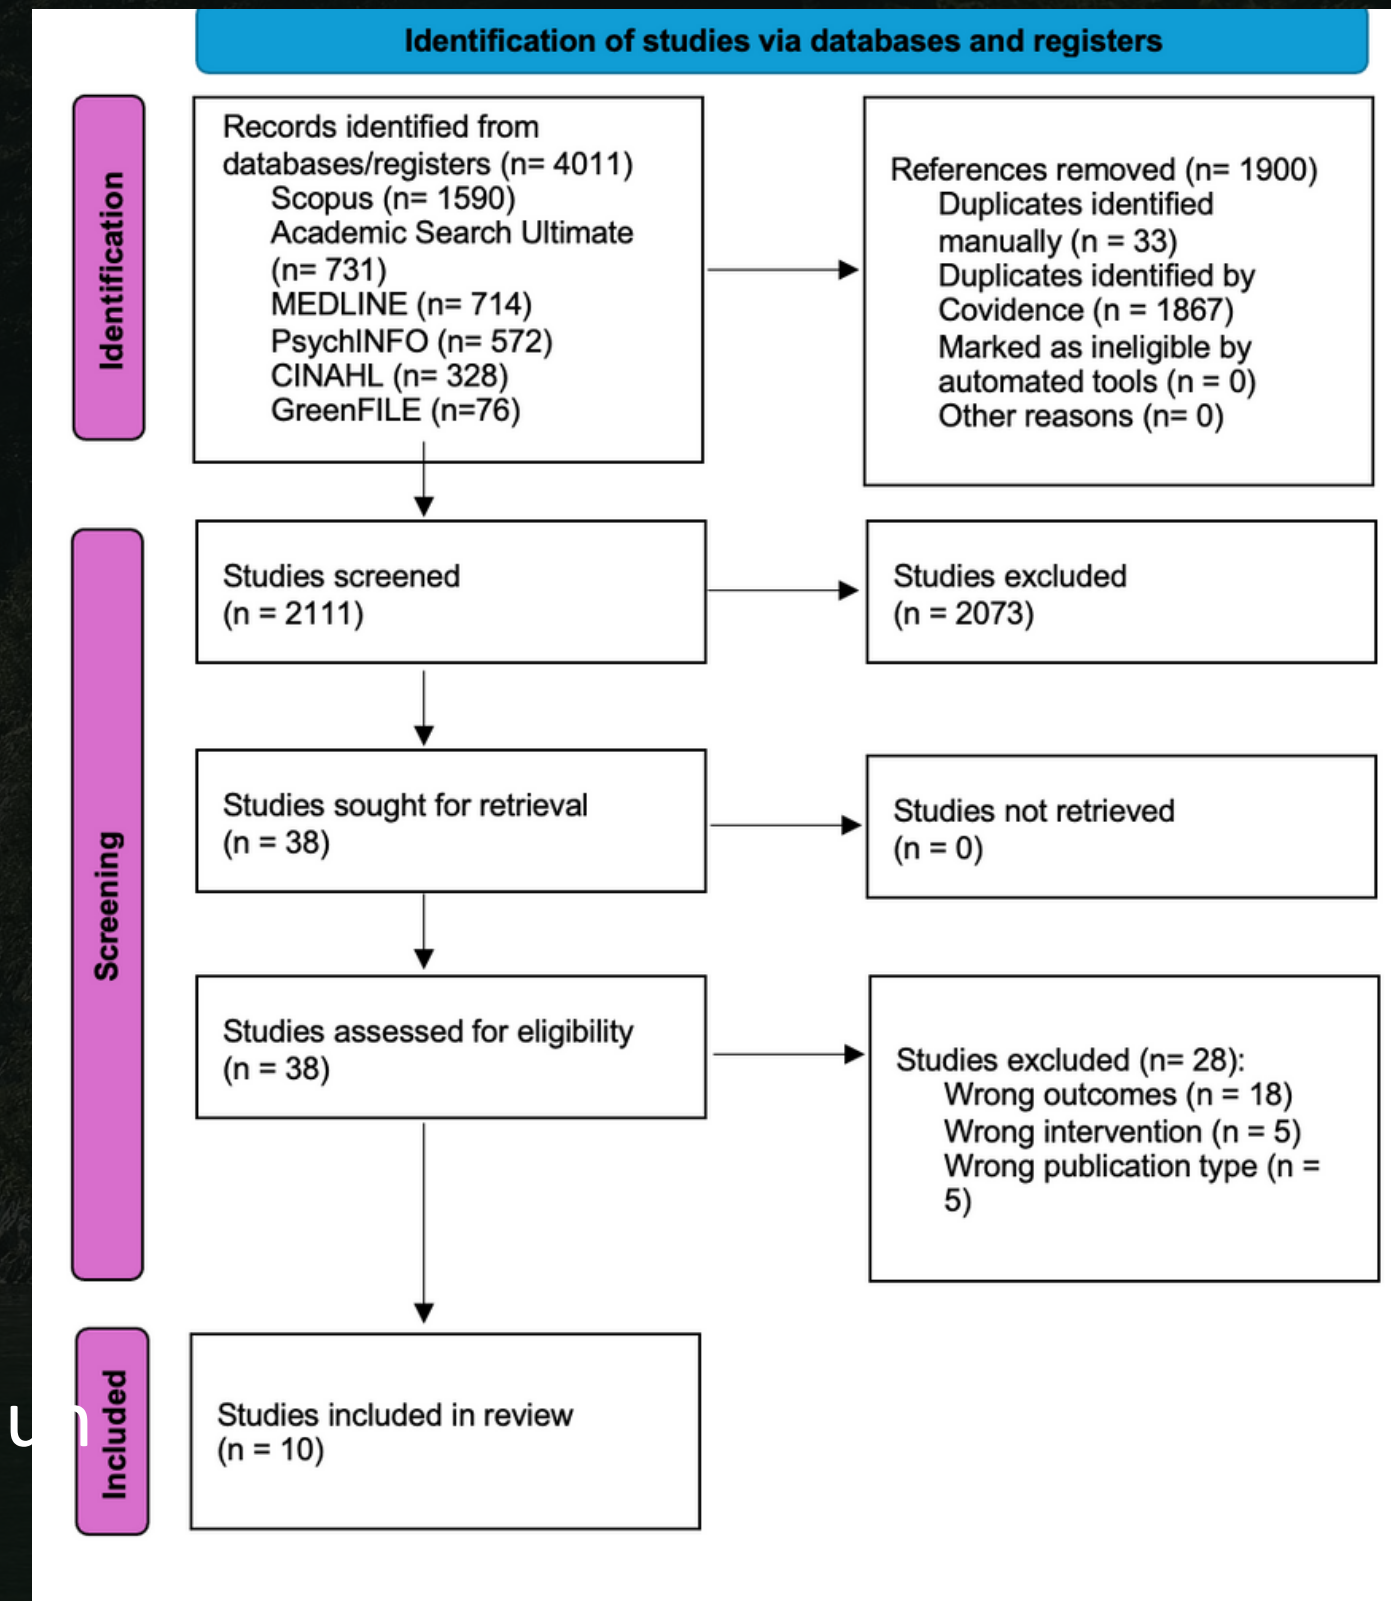 Identification of studies via databases and registers
Identification
Records identified from
databases/registers (n= 4011)
Scopus (n= 1590)
Academic Search Ultimate
(n= 731)
MEDLINE (n= 714)
PsychINFO (n= 572)
CINAHL (n= 328)
GreenFILE (n=76)
References removed (n= 1900)
Duplicates identified
manually (n = 33)
Duplicates identified by
Covidence (n = 1867)
Marked as ineligible by
automated tools (n = 0)
Other reasons (n= 0)
Screening
Studies screened
(n = 2111)
Studies excluded
(n = 2073)
Studies sought for retrieval
(n = 38)
Studies not retrieved
(n = 0)
Studies assessed for eligibility
(n = 38)
Studies excluded (n= 28):
Wrong outcomes (n = 18)
Wrong intervention (n = 5)
Wrong publication type (n =
5)
un
Included
Studies included in review
(n = 10)